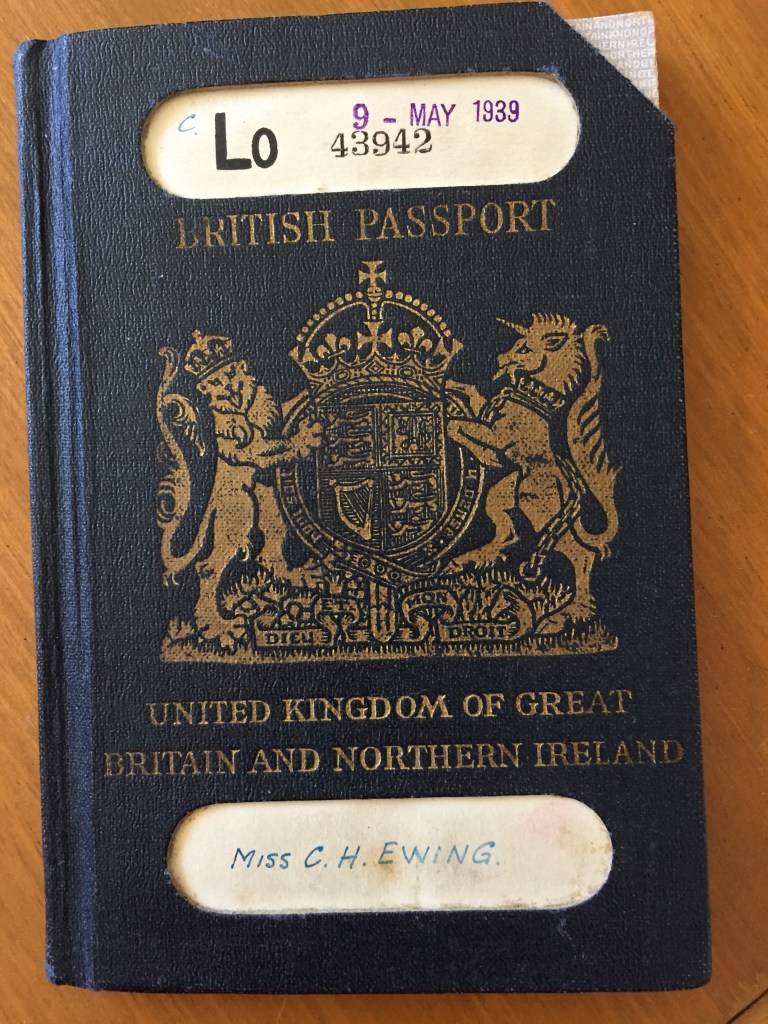 C. Lo 9 - MAY 1939
43942
BRITISH PASSPORT
DIEU ET MON DROIT
UNITED KINGDOM OF GREAT
BRITAIN AND NORTHERN IRELAND
MISS C. H. EWING.